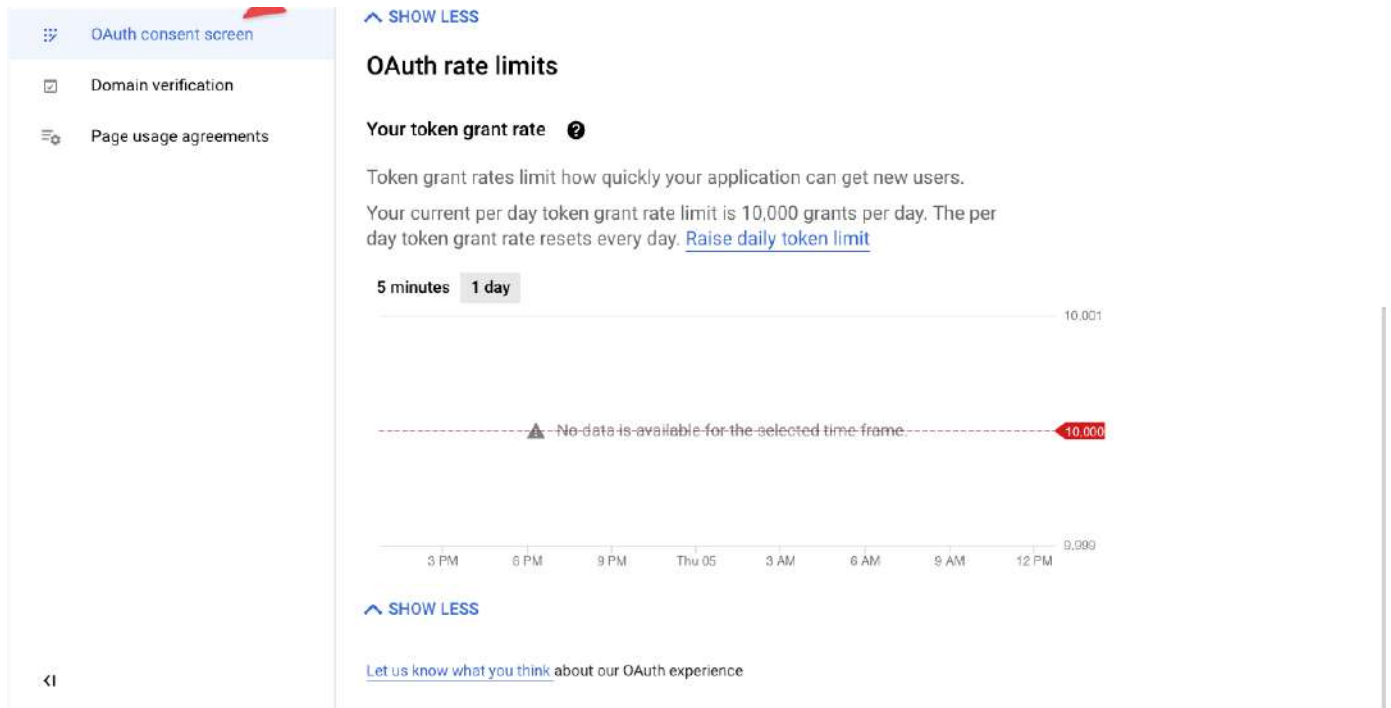 OAuth consent screen
Domain verification
Page usage agreements
SHOW LESS
OAuth rate limits
Your token grant rate
Token grant rates limit how quickly your application can get new users.
Your current per day token grant rate limit is 10,000 grants per day. The per
day token grant rate resets every day. Raise daily token limit
5 minutes 1 day
10,001
No data is available for the selected time frame.
10,000
9,999
3 PM 6 PM 9 PM Thu 05 3 AM 6 AM 9 AM 12 PM
SHOW LESS
Let us know what you think about our OAuth experience